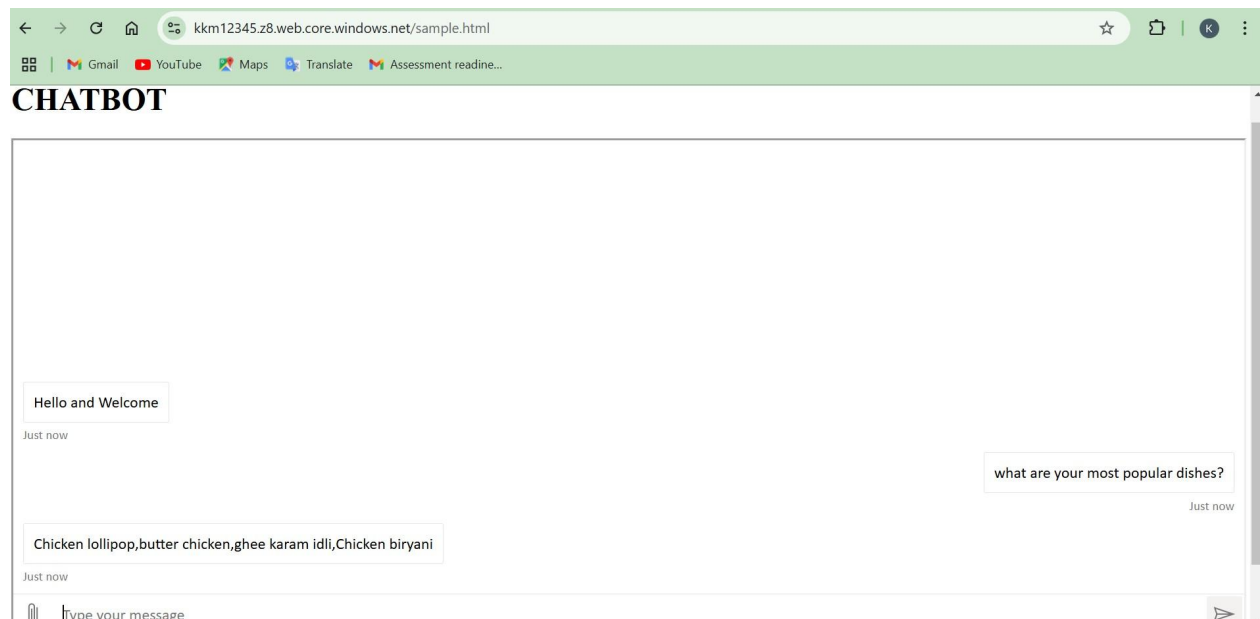 kkm12345.z8.web.core.windows.net/sample.html
K
Gmail YouTube Maps Translate Assessment readine...
CHATBOT
Hello and Welcome
Just now
what are your most popular dishes?
Just now
Chicken lollipop,butter chicken,ghee karam idli,Chicken biryani
Just now
Type your message